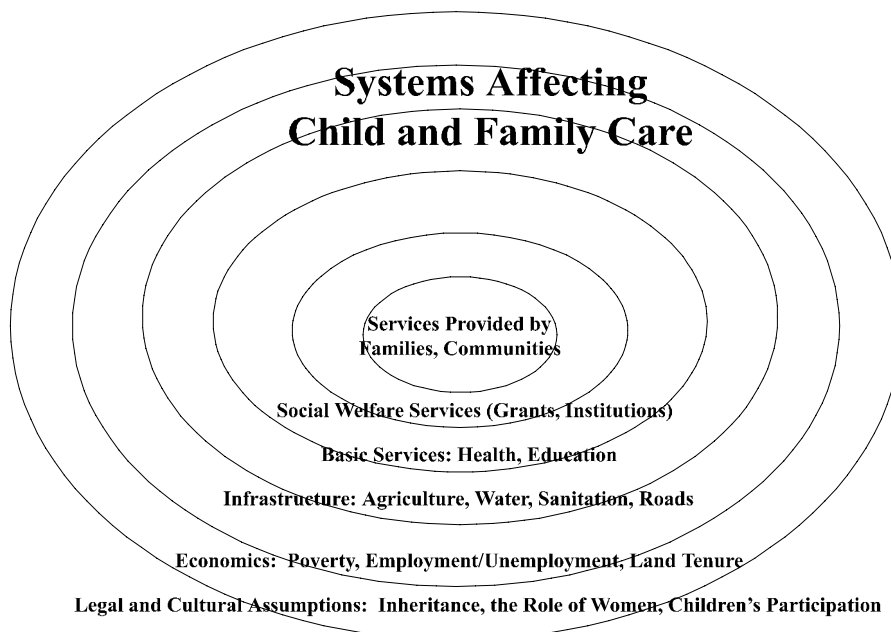 Systems Affecting
Child and Family Care
Services Provided by
Families, Communities
Social Welfare Services (Grants, Institutions)
Basic Services: Health, Education
Infrastructure: Agriculture, Water, Sanitation, Roads
Economics: Poverty, Employment/Unemployment, Land Tenure
Legal and Cultural Assumptions: Inheritance, the Role of Women, Children’s Participation